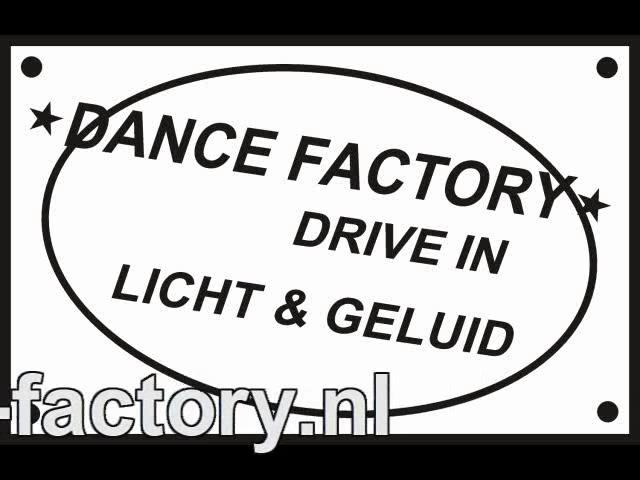 ★DANCE FACTORY★
DRIVE IN
LICHT & GELUID
-factory.nl